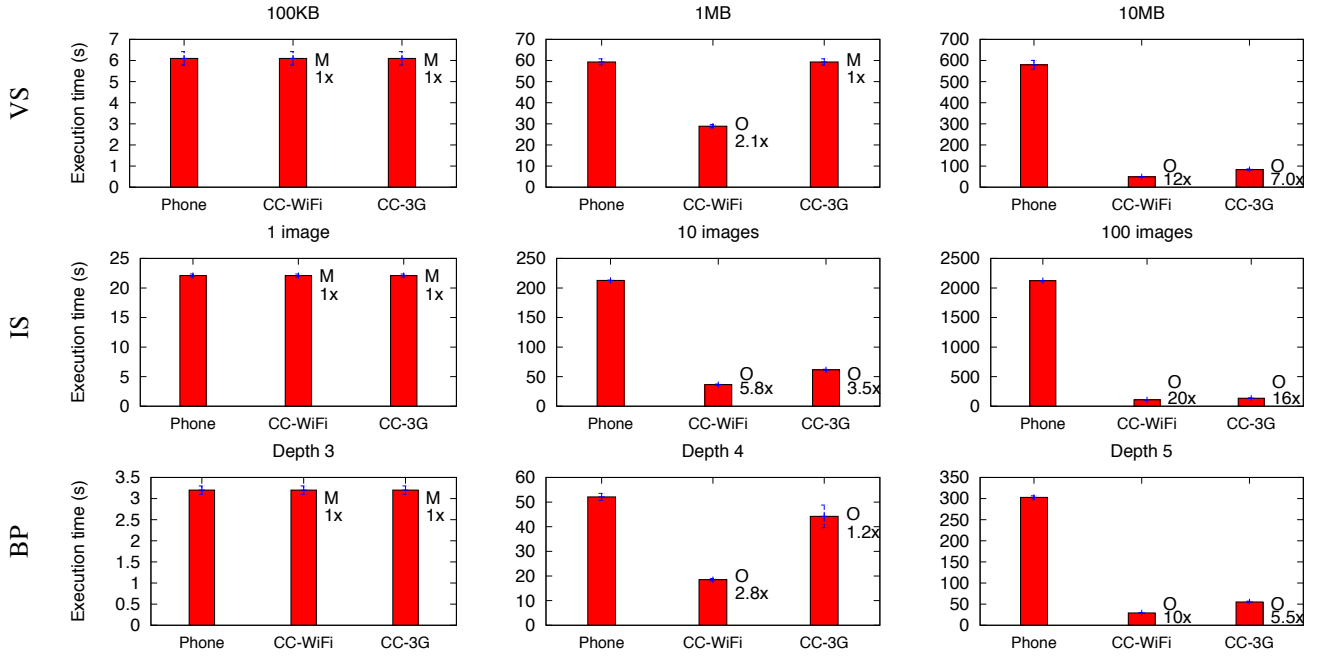 100KB 1MB 10MB
VS
Execution time (s)
7 6 5 4 3 2 1 0
M
1x
M
1x
Phone CC-WiFi CC-3G
70 60 50 40 30 20 10 0
O
2.1x
M
1x
Phone CC-WiFi CC-3G
700 600 500 400 300 200 100 0
O
12x
O
7.0x
Phone CC-WiFi CC-3G
1 image 10 images 100 images
IS
Execution time (s)
25 20 15 10 5 0
M
1x
M
1x
Phone CC-WiFi CC-3G
250 200 150 100 50 0
O
5.8x
O
3.5x
Phone CC-WiFi CC-3G
2500 2000 1500 1000 500 0
O
20x
O
16x
Phone CC-WiFi CC-3G
Depth 3 Depth 4 Depth 5
BP
Execution time (s)
3.5 3 2.5 2 1.5 1 0.5 0
M
1x
M
1x
Phone CC-WiFi CC-3G
60 50 40 30 20 10 0
O
2.8x
O
1.2x
Phone CC-WiFi CC-3G
350 300 250 200 150 100 50 0
O
10x
O
5.5x
Phone CC-WiFi CC-3G